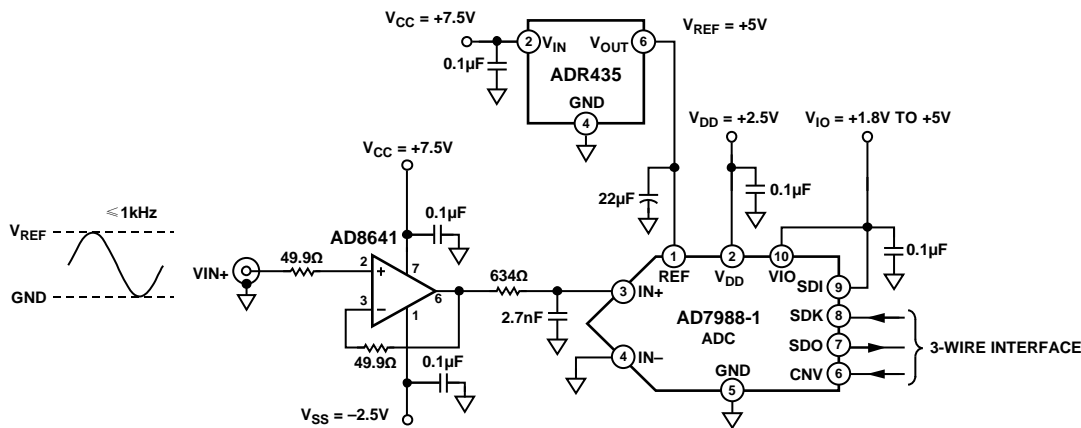 VCC = +7.5V
VREF = +5V
2
VIN
VOUT
6
0.1µF
ADR435
GND
4
VDD = +2.5V
VIO = +1.8V TO +5V
VCC = +7.5V
22µF
0.1µF
≤1kHz
0.1µF
0.1µF
VREF
AD8641
1
REF
2
VDD
10
VIO
VIN+
49.9Ω
2
+
7
634Ω
SDI
9
GND
6
3
IN+
3
–
1
2.7nF
AD7988-1
ADC
SDK
8
SDO
7
3-WIRE INTERFACE
49.9Ω
0.1µF
4
IN–
GND
5
CNV
6
VSS = –2.5V